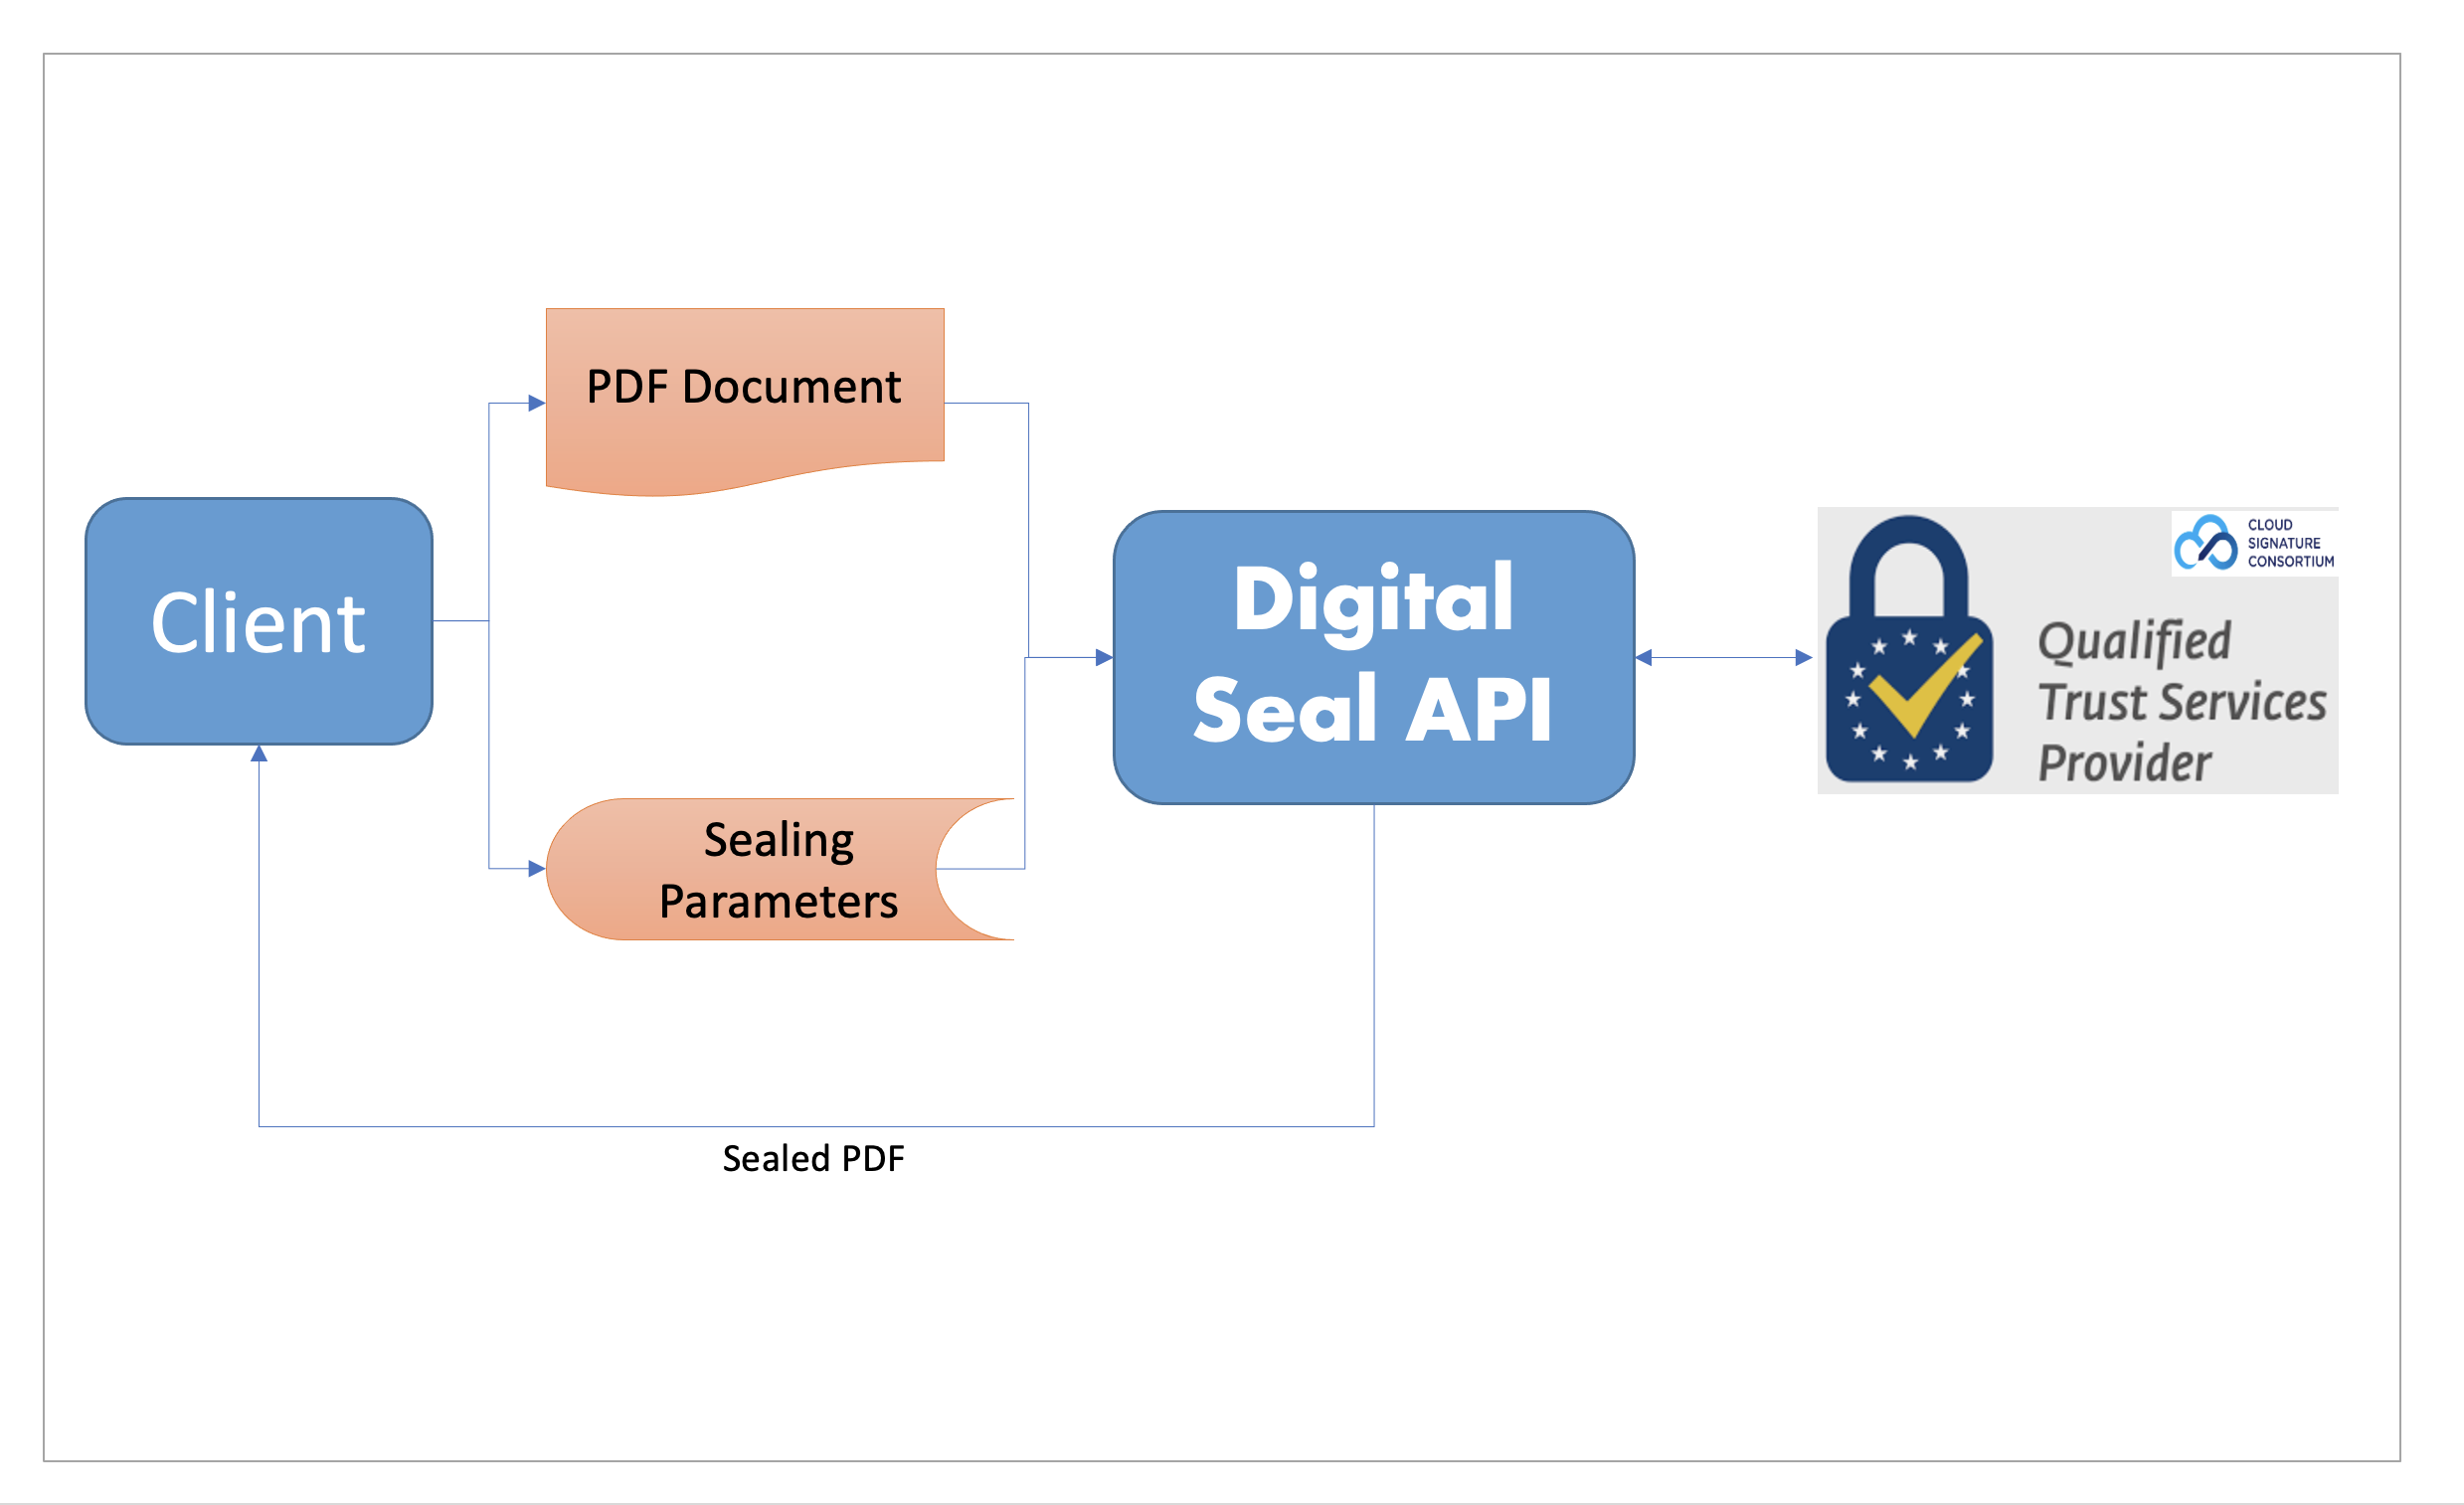 PDF Document
Client
Digital
Seal API
CLOUD
SIGNATURE
CONSORTIUM
Qualified
Trust Services
Provider
Sealing
Parameters
Sealed PDF